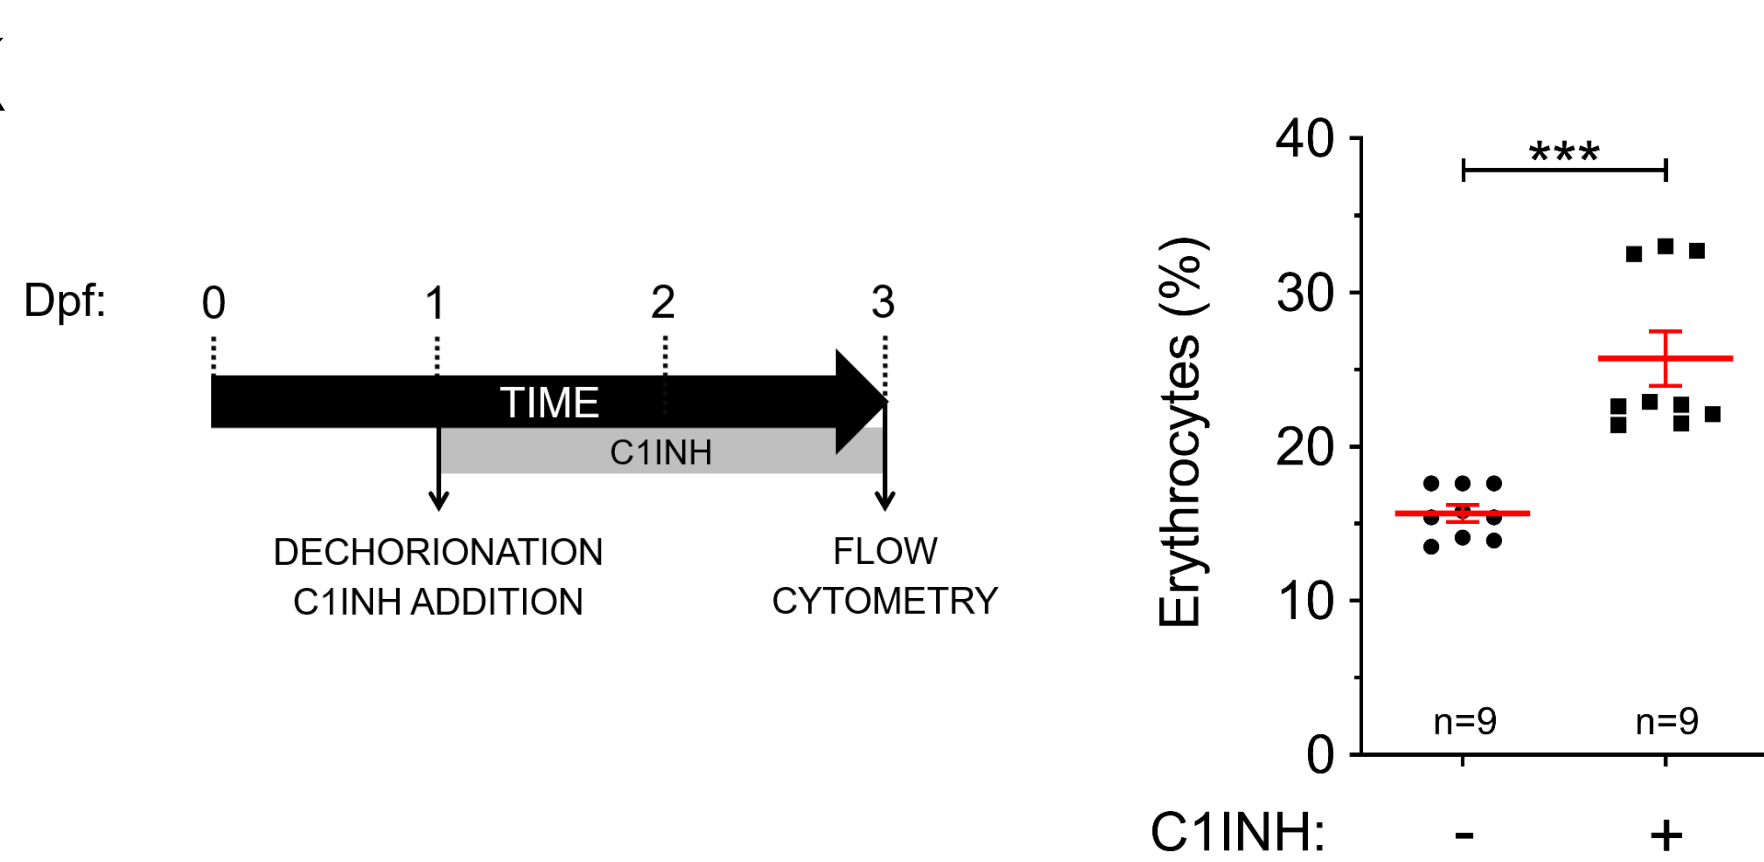 Dpf: 0 1 2 3
TIME
C1INH
DECHORIONATION
C1INH ADDITION
FLOW
CYTOMETRY
Erythrocytes (%)
40
30
20
10
0
***
n=9 n=9
C1INH: - +